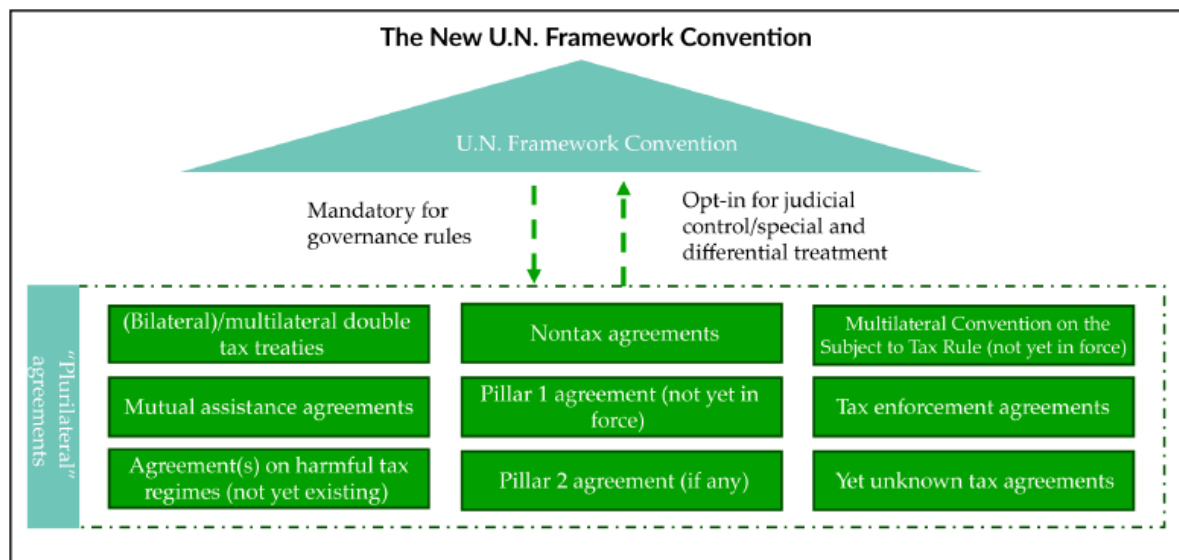 The New U.N. Framework Convention
U.N. Framework Convention
Mandatory for
governance rules
Opt-in for judicial
control/special and
differential treatment
“Plurilateral”
agreements
(Bilateral)/multilateral double
tax treaties
Nontax agreements
Multilateral Convention on the
Subject to Tax Rule (not yet in force)
Mutual assistance agreements
Pillar 1 agreement (not yet in
force)
Tax enforcement agreements
Agreement(s) on harmful tax
regimes (not yet existing)
Pillar 2 agreement (if any)
Yet unknown tax agreements